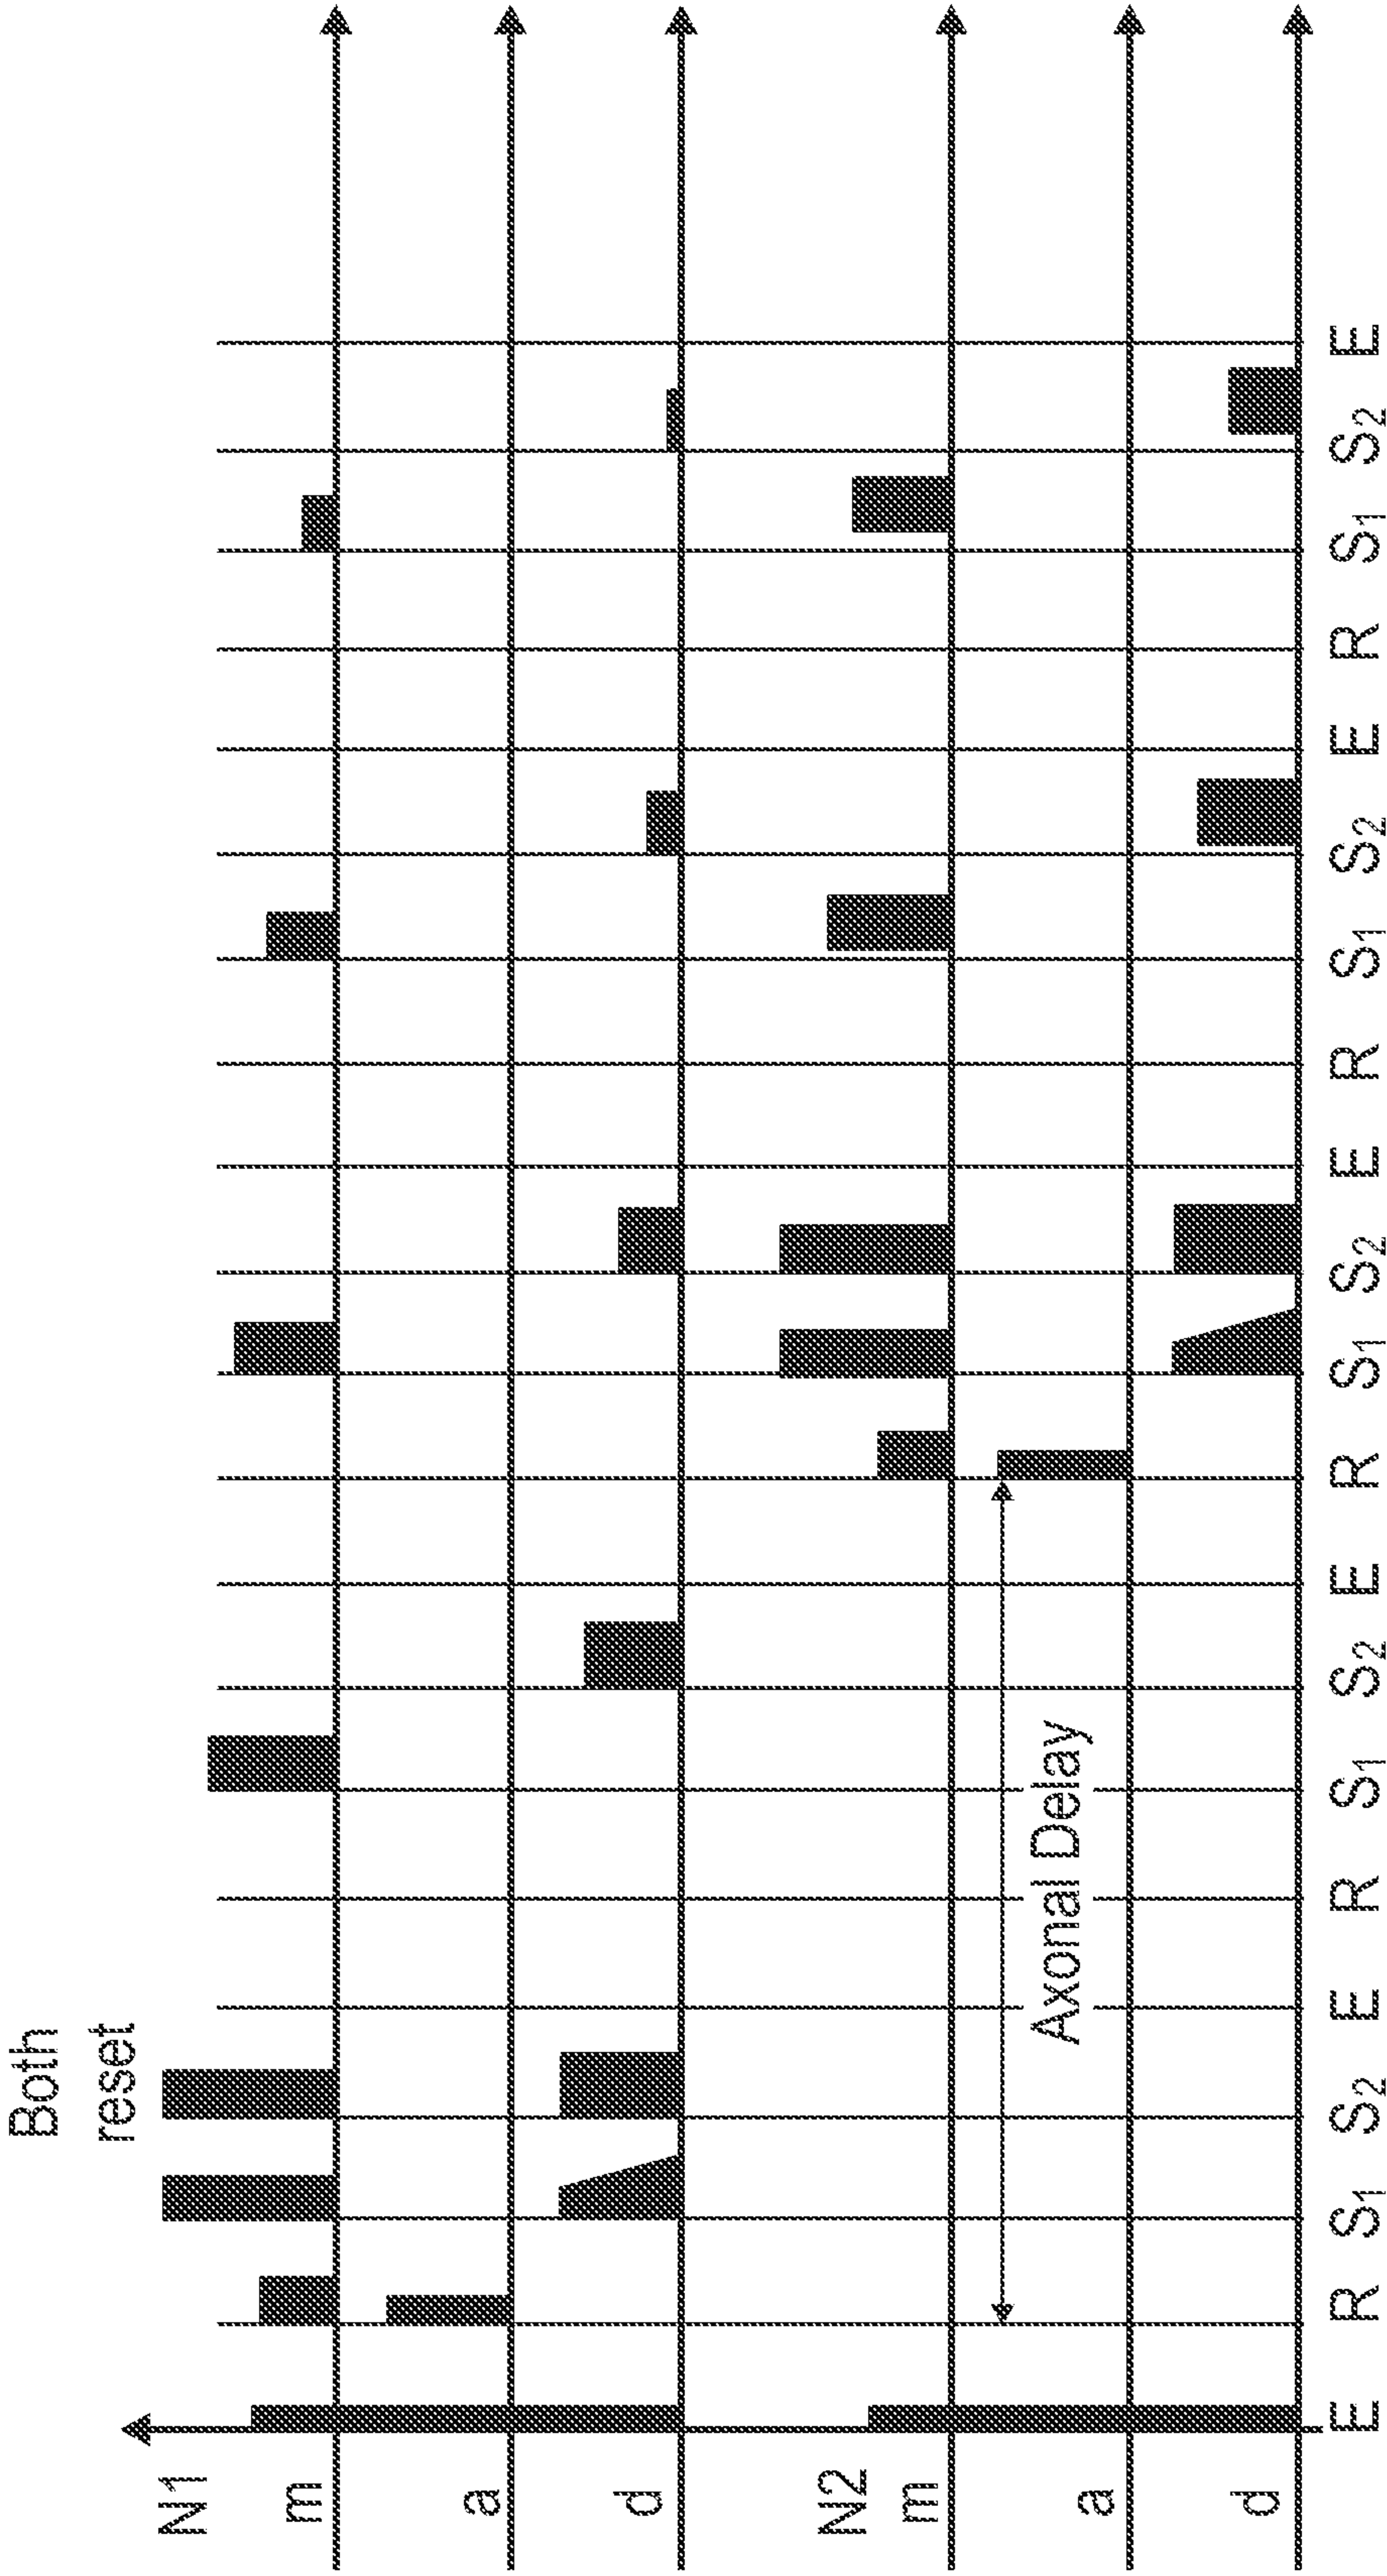 Both
reset
N1
m
a
d
N2
m
a
d
Axonal Delay
E R S1 S2 E R S1 S2 E R S1 S2 E R S1 S2 E R S1 S2 E